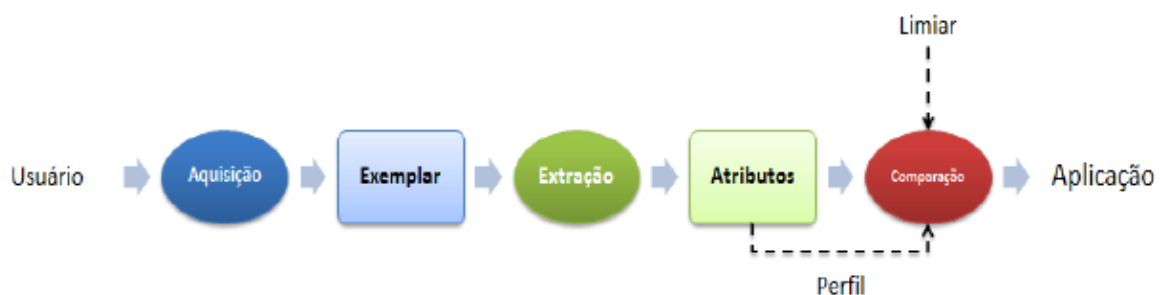 Limiar
Usuário
Aquisição
Exemplar
Extração
Atributos
Comparação
Aplicação
Perfil